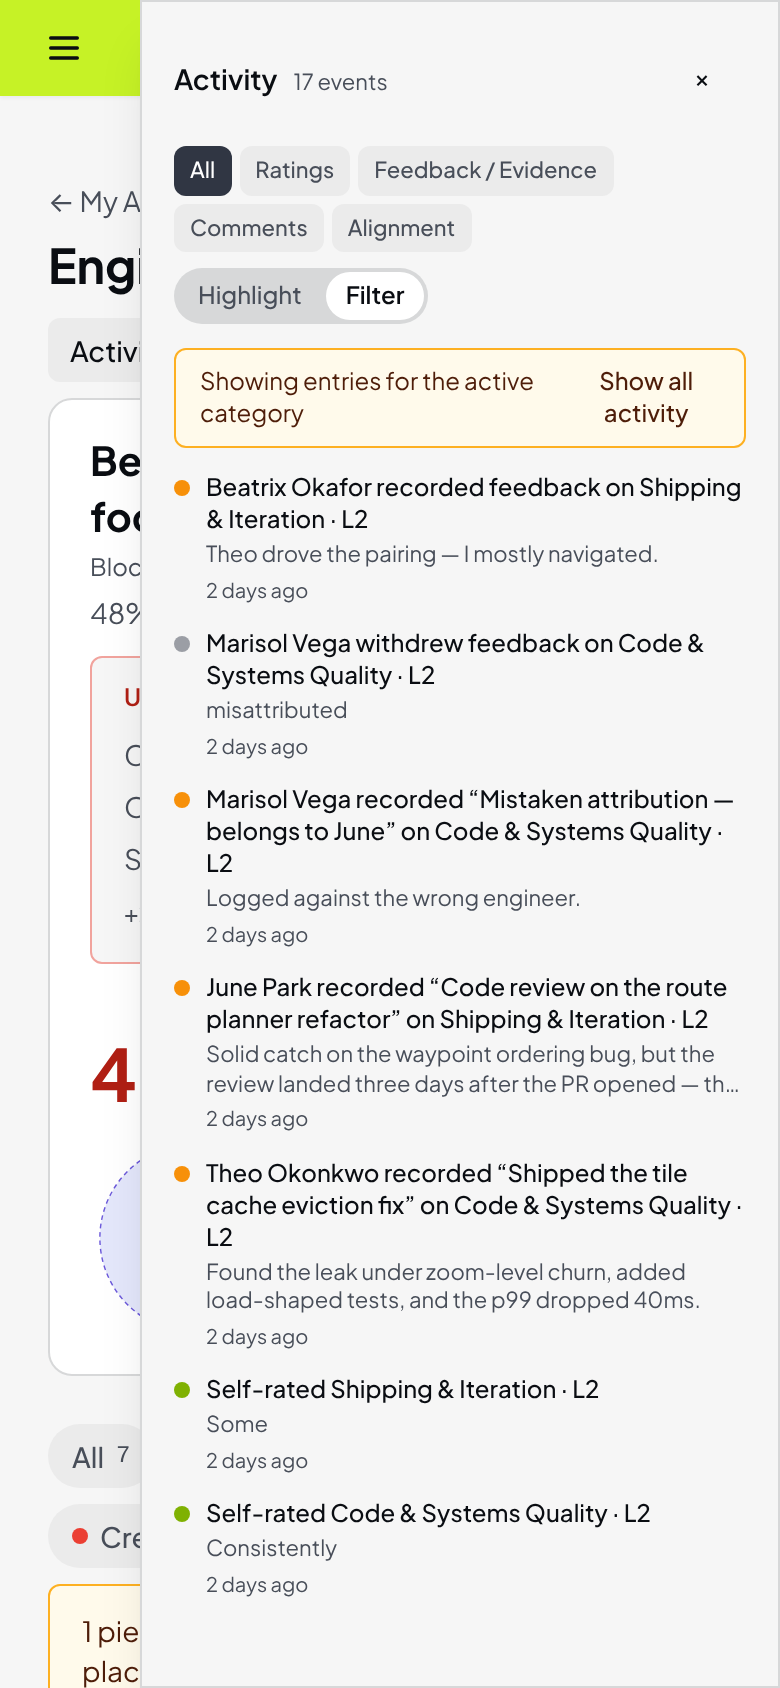 Activity 17 events ×
All Ratings Feedback / Evidence
Comments Alignment
Highlight Filter
Showing entries for the active
category
Show all
activity
Beatrix Okafor recorded feedback on Shipping
& Iteration · L2
Theo drove the pairing — I mostly navigated.
2 days ago
Marisol Vega withdrew feedback on Code &
Systems Quality · L2
misattributed
2 days ago
Marisol Vega recorded “Mistaken attribution —
belongs to June” on Code & Systems Quality ·
L2
Logged against the wrong engineer.
2 days ago
June Park recorded “Code review on the route
planner refactor” on Shipping & Iteration · L2
Solid catch on the waypoint ordering bug, but the
review landed three days after the PR opened — th…
2 days ago
Theo Okonkwo recorded “Shipped the tile
cache eviction fix” on Code & Systems Quality ·
L2
Found the leak under zoom-level churn, added
load-shaped tests, and the p99 dropped 40ms.
2 days ago
Self-rated Shipping & Iteration · L2
Some
2 days ago
Self-rated Code & Systems Quality · L2
Consistently
2 days ago
← My A
Engi
Activi
Be
foc
Bloc
48%
U
C
C
S
+
4
All 7
Cre
1 pie
plac